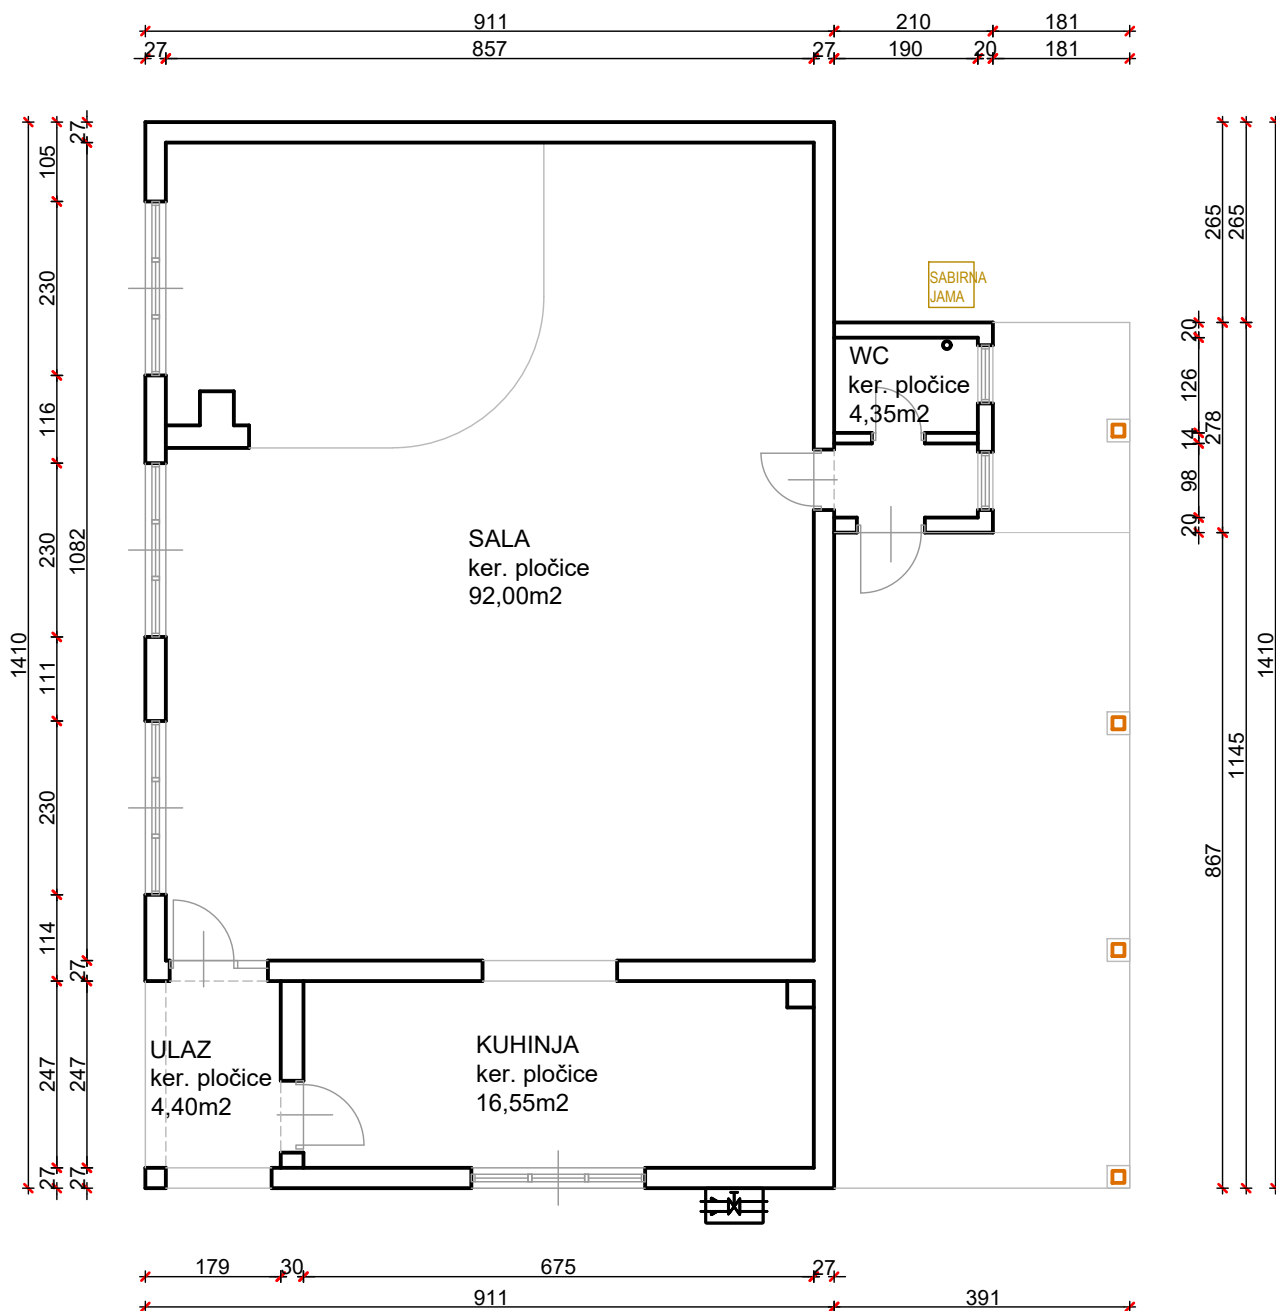 911
210
181
27
857
27
190
20
181
1410
105
230
116
230
111
230
114
247
27
27
1082
27
247
27
SABIRNA
JAMA
WC
ker. pločice
4,35m2
SALA
ker. pločice
92,00m2
ULAZ
ker. pločice
4,40m2
KUHINJA
ker. pločice
16,55m2
20
126
14
98
20
265
278
867
265
1145
1410
179
30
675
27
911
391